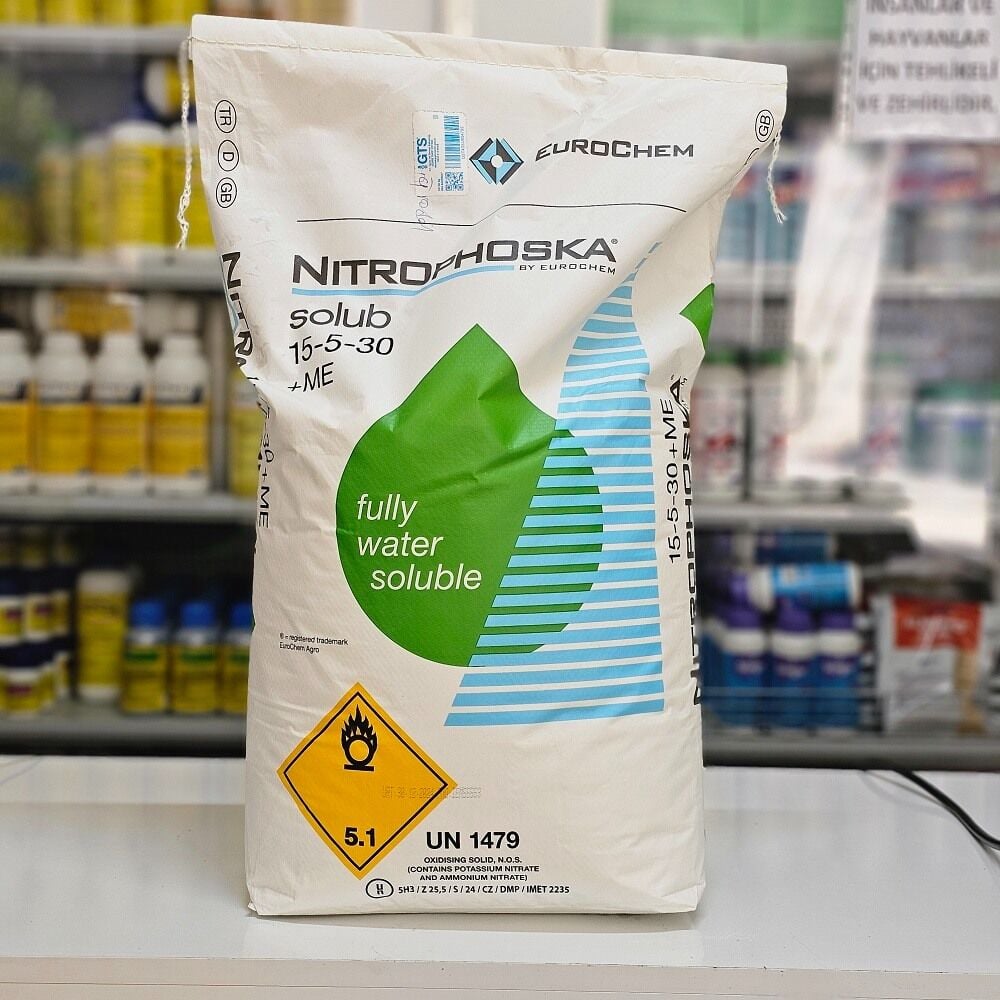 İNSANLAR VE
HAYVANLAR
İÇİN TEHLİKELİ
VE ZEHİRLİDİR.
TR
D
GB
GB
GTS
EUROCHEM
NITROPHOSKA®
BY EUROCHEM
solub
15-5-30
+ME
fully
water
soluble
® = registered trademark
EuroChem Agro
15-5-30+ME
NITROPHOSKA
5.1
UN 1479
OXIDISING SOLID, N.O.S.
(CONTAINS POTASSIUM NITRATE
AND AMMONIUM NITRATE)
5H3 / Z 25,5 / S / 24 / CZ / DMP / IMET 2235